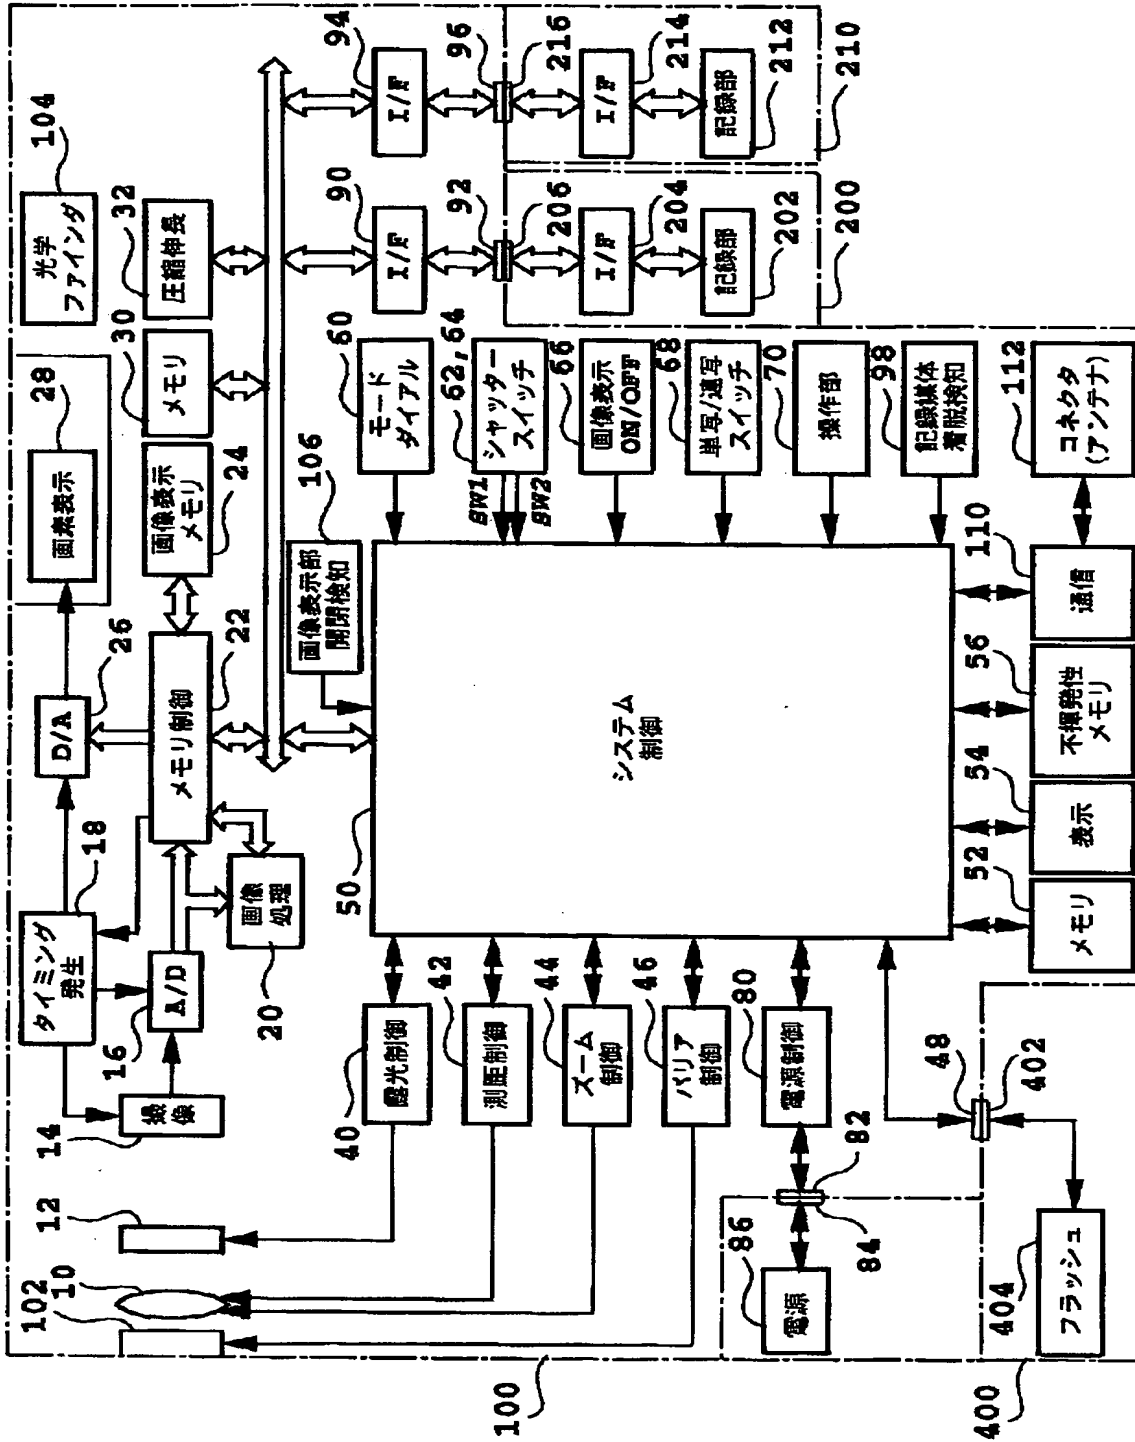 102
10
12
14
撮像
16
A/D
タイミング
発生
18
D/A
26
画素表示
28
光学
ファインダ
104
20
画像
処理
メモリ制御
22
画像表示
メモリ
24
メモリ
30
圧縮伸長
32
画像表示部
開閉検知
106
40
露光制御
42
測距制御
44
ズーム
制御
46
バリア
制御
80
電源制御
82
84
86
電源
50
システム
制御
モード
ダイアル
60
SW1
SW2
シャッター
スイッチ
62,64
画像表示
ON/OFF
66
単写/連写
スイッチ
68
操作部
70
記録媒体
着脱検知
98
I/F
90
92
206
I/F
204
記録部
202
200
I/F
94
96
216
I/F
214
記録部
212
210
100
48
402
404
フラッシュ
400
52
メモリ
54
表示
56
不揮発性
メモリ
110
通信
112
コネクタ
(アンテナ)